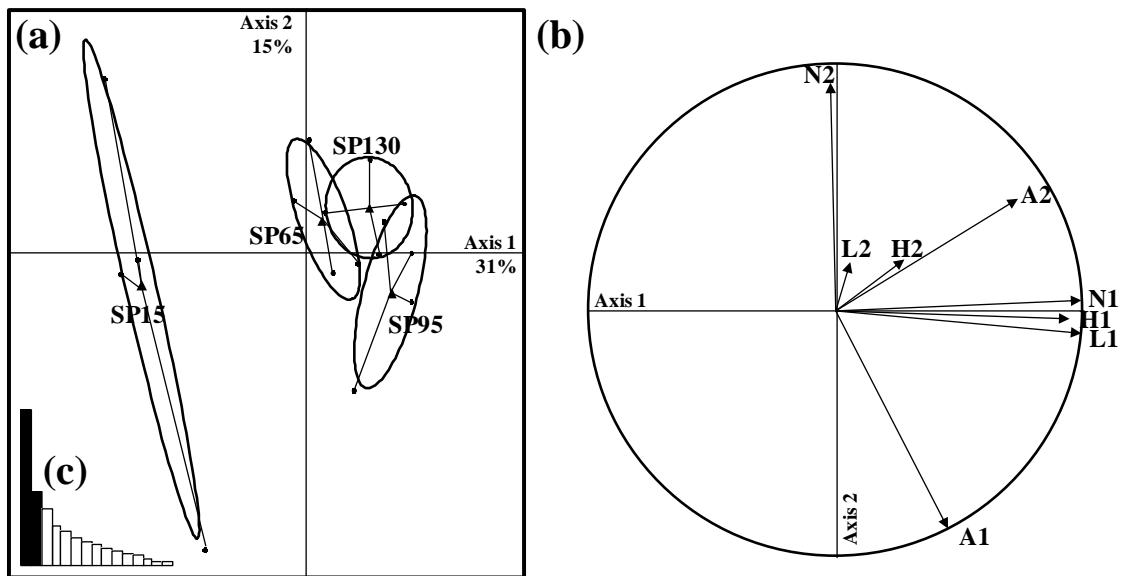 (a)
Axis 2
15%
SP130
SP65
Axis 1
31%
SP15
SP95
(c)
(b)
N2
A2
L2
H2
Axis 1
N1
H1
L1
Axis 2
A1